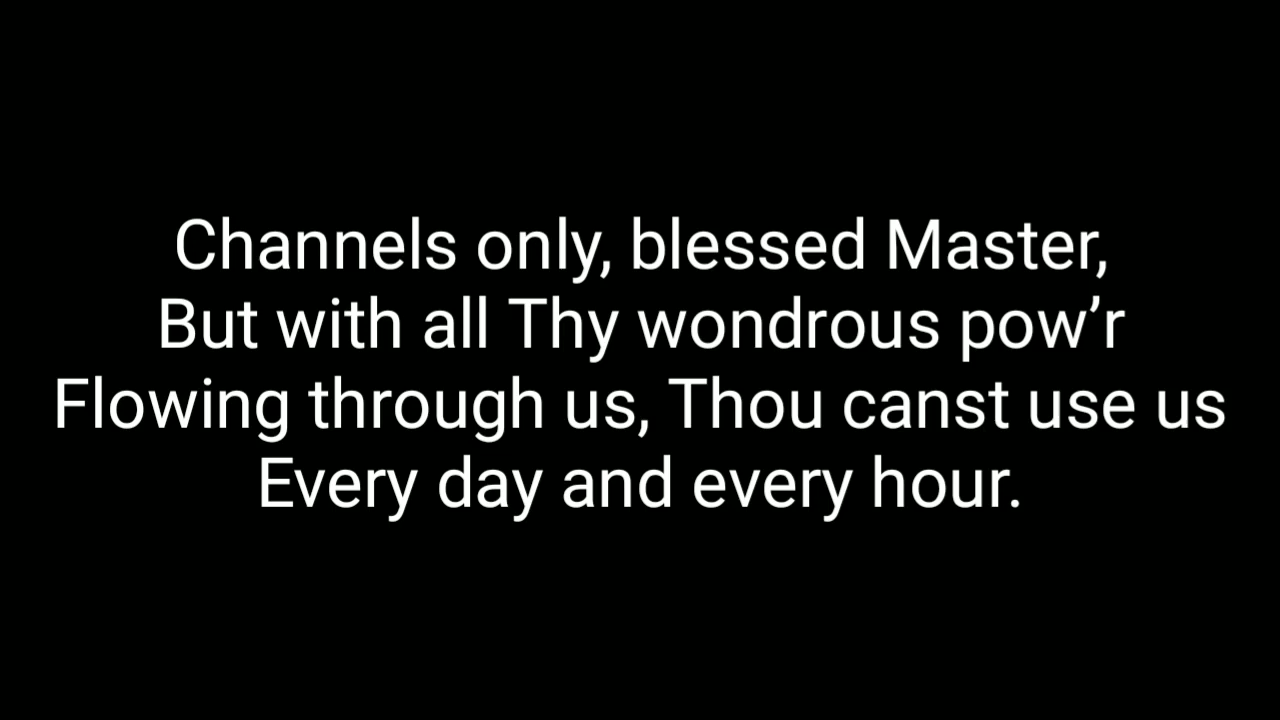 Channels only, blessed Master,
But with all Thy wondrous pow’r
Flowing through us, Thou canst use us
Every day and every hour.